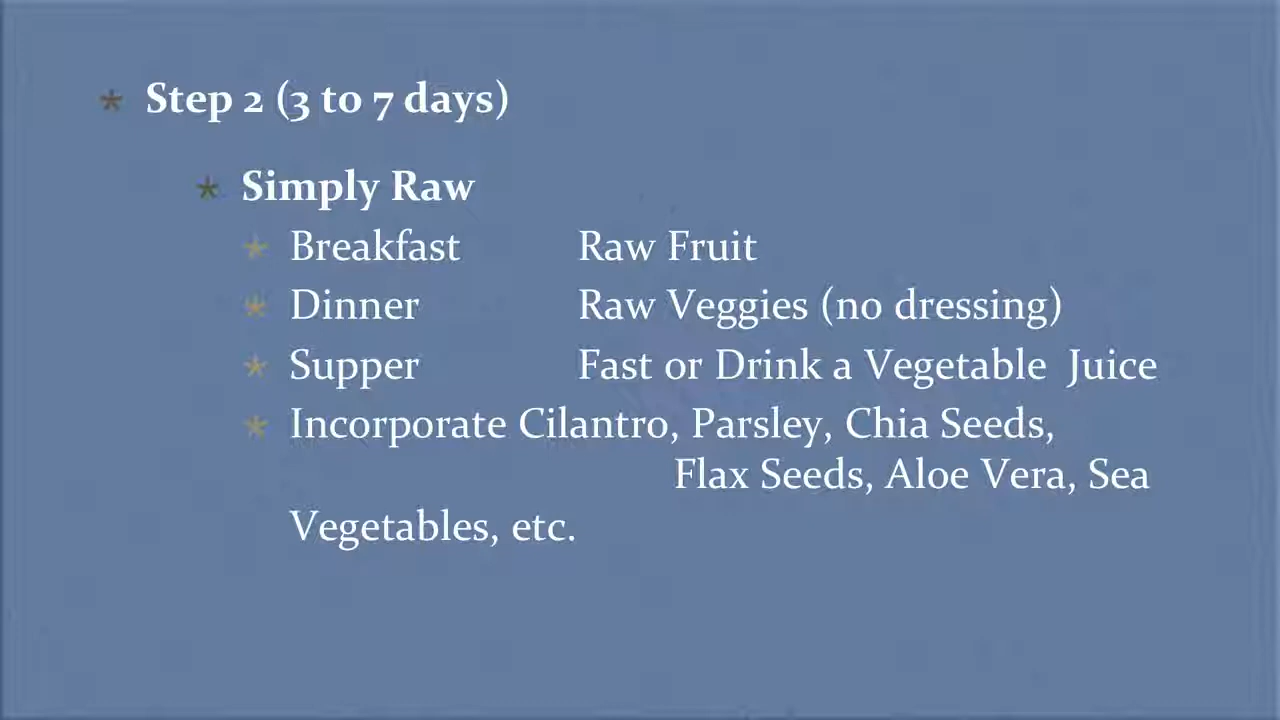 * Step 2 (3 to 7 days)
* Simply Raw
* Breakfast Raw Fruit
* Dinner Raw Veggies (no dressing)
* Supper Fast or Drink a Vegetable Juice
* Incorporate Cilantro, Parsley, Chia Seeds,
Flax Seeds, Aloe Vera, Sea
Vegetables, etc.